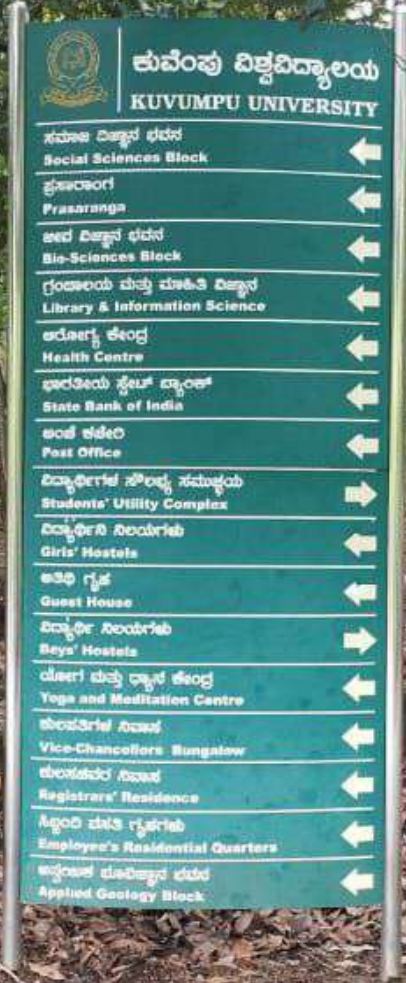 ಕುವೆಂಪು ವಿಶ್ವವಿದ್ಯಾಲಯ
KUVUMPU UNIVERSITY
ಸಮಾಜ ವಿಜ್ಞಾನ ಭವನ
Social Sciences Block
ಪ್ರಸಾರಾಂಗ
Prasaranga
ಜೀವ ವಿಜ್ಞಾನ ಭವನ
Bio-Sciences Block
ಗ್ರಂಥಾಲಯ ಮತ್ತು ಮಾಹಿತಿ ವಿಜ್ಞಾನ
Library & Information Science
ಆರೋಗ್ಯ ಕೇಂದ್ರ
Health Centre
ಭಾರತೀಯ ಸ್ಟೇಟ್ ಬ್ಯಾಂಕ್
State Bank of India
ಅಂಚೆ ಕಚೇರಿ
Post Office
ವಿದ್ಯಾರ್ಥಿಗಳ ಸೌಲಭ್ಯ ಸಮುಚ್ಚಯ
Students' Utility Complex
ವಿದ್ಯಾರ್ಥಿನಿ ನಿಲಯಗಳು
Girls' Hostels
ಅತಿಥಿ ಗೃಹ
Guest House
ವಿದ್ಯಾರ್ಥಿ ನಿಲಯಗಳು
Boys' Hostels
ಯೋಗ ಮತ್ತು ಧ್ಯಾನ ಕೇಂದ್ರ
Yoga and Meditation Centre
ಕುಲಪತಿಗಳ ನಿವಾಸ
Vice-Chancellors Bungalow
ಕುಲಸಚಿವರ ನಿವಾಸ
Registrars' Residence
ಸಿಬ್ಬಂದಿ ವಸತಿ ಗೃಹಗಳು
Employee's Residential Quarters
ಅನ್ವಯಿಕ ಭೂವಿಜ್ಞಾನ ಭವನ
Applied Geology Block